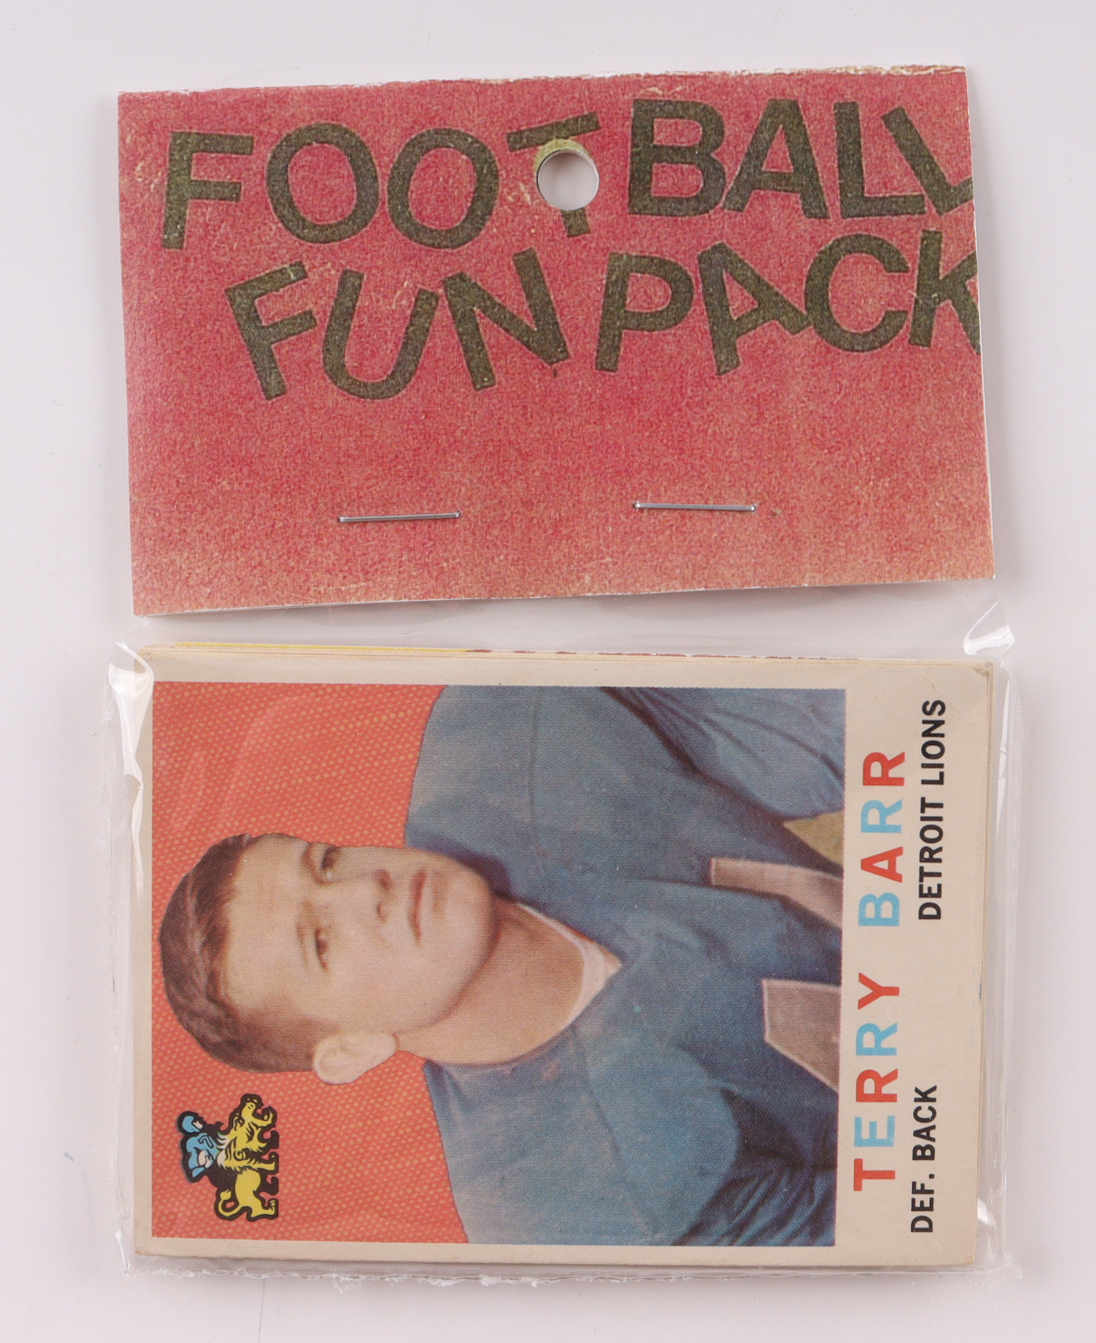 FOOTBALL
FUN PACK
TERRY BARR
DEF. BACK DETROIT LIONS